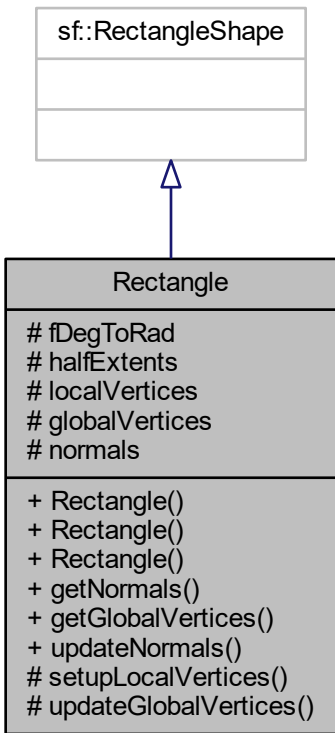 sf::RectangleShape
Rectangle
# fDegToRad
# halfExtents
# localVertices
# globalVertices
# normals
+ Rectangle()
+ Rectangle()
+ Rectangle()
+ getNormals()
+ getGlobalVertices()
+ updateNormals()
# setupLocalVertices()
# updateGlobalVertices()